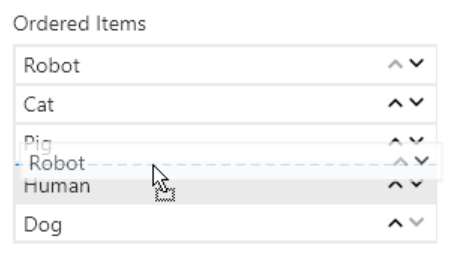 Ordered Items
Robot
Cat
Pig
Robot
Human
Dog